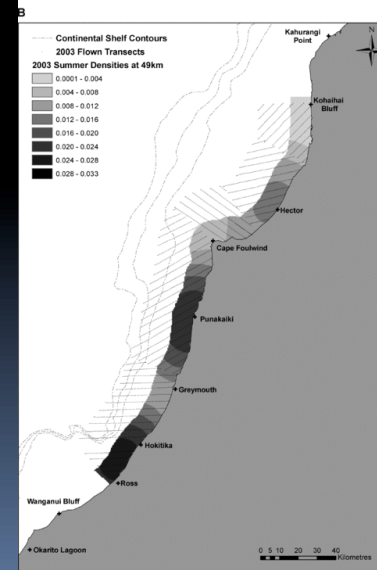 B
Continental Shelf Contours
2003 Flown Transects
2003 Summer Densities at 49km
0.0001 - 0.004
0.004 - 0.008
0.008 - 0.012
0.012 - 0.016
0.016 - 0.020
0.020 - 0.024
0.024 - 0.028
0.028 - 0.033
Kahurangi
Point
N
Kohaihai
Bluff
Hector
Cape Foulwind
Punakaiki
Greymouth
Hokitika
Ross
Wanganui Bluff
Okarito Lagoon
0 5 10 20 30 40
Kilometres